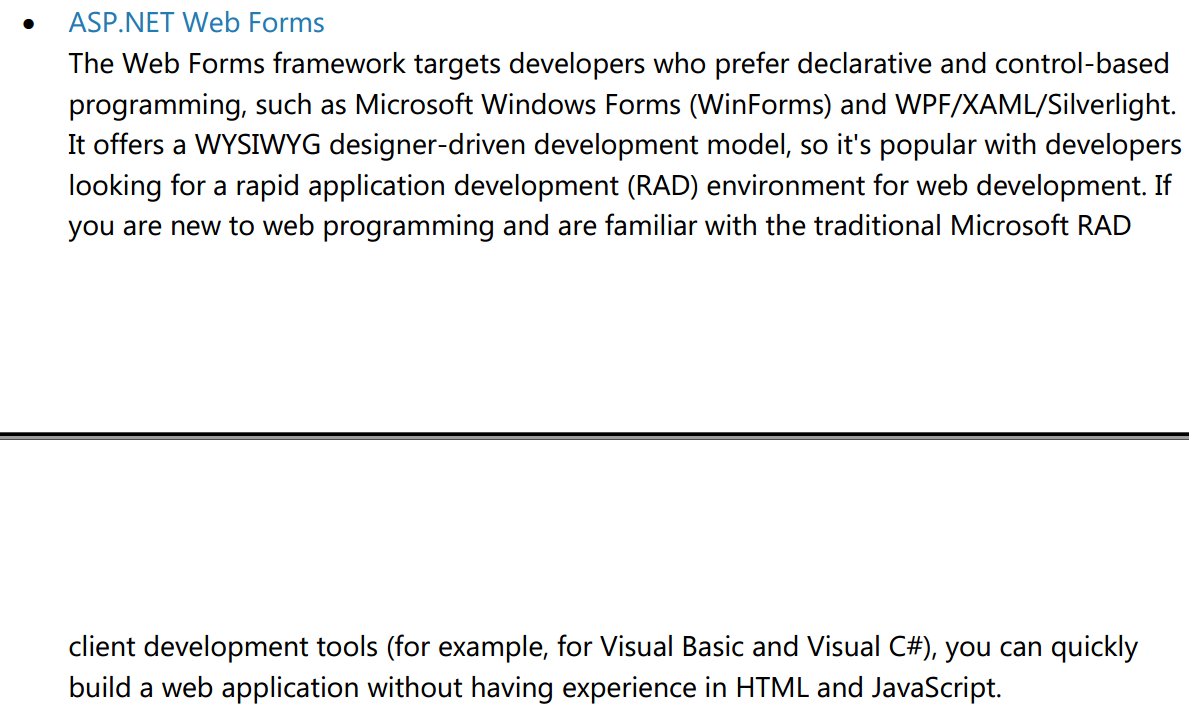 • ASP.NET Web Forms
The Web Forms framework targets developers who prefer declarative and control-based
programming, such as Microsoft Windows Forms (WinForms) and WPF/XAML/Silverlight.
It offers a WYSIWYG designer-driven development model, so it's popular with developers
looking for a rapid application development (RAD) environment for web development. If
you are new to web programming and are familiar with the traditional Microsoft RAD
client development tools (for example, for Visual Basic and Visual C#), you can quickly
build a web application without having experience in HTML and JavaScript.